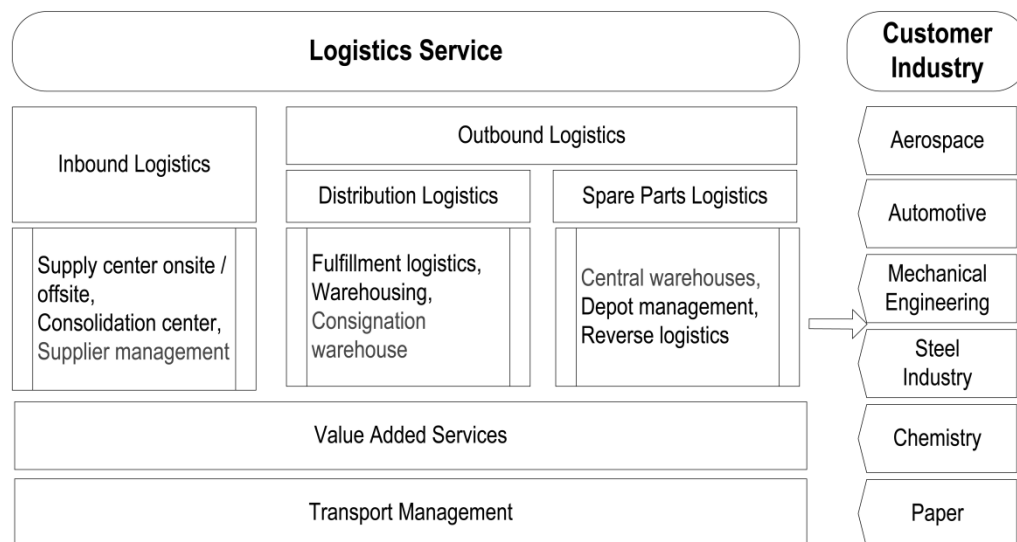 Logistics Service
Customer
Industry
Inbound Logistics
Outbound Logistics
Distribution Logistics
Spare Parts Logistics
Supply center onsite /
offsite,
Consolidation center,
Supplier management
Fulfillment logistics,
Warehousing,
Consignation
warehouse
Central warehouses,
Depot management,
Reverse logistics
Value Added Services
Transport Management
Aerospace
Automotive
Mechanical
Engineering
Steel
Industry
Chemistry
Paper